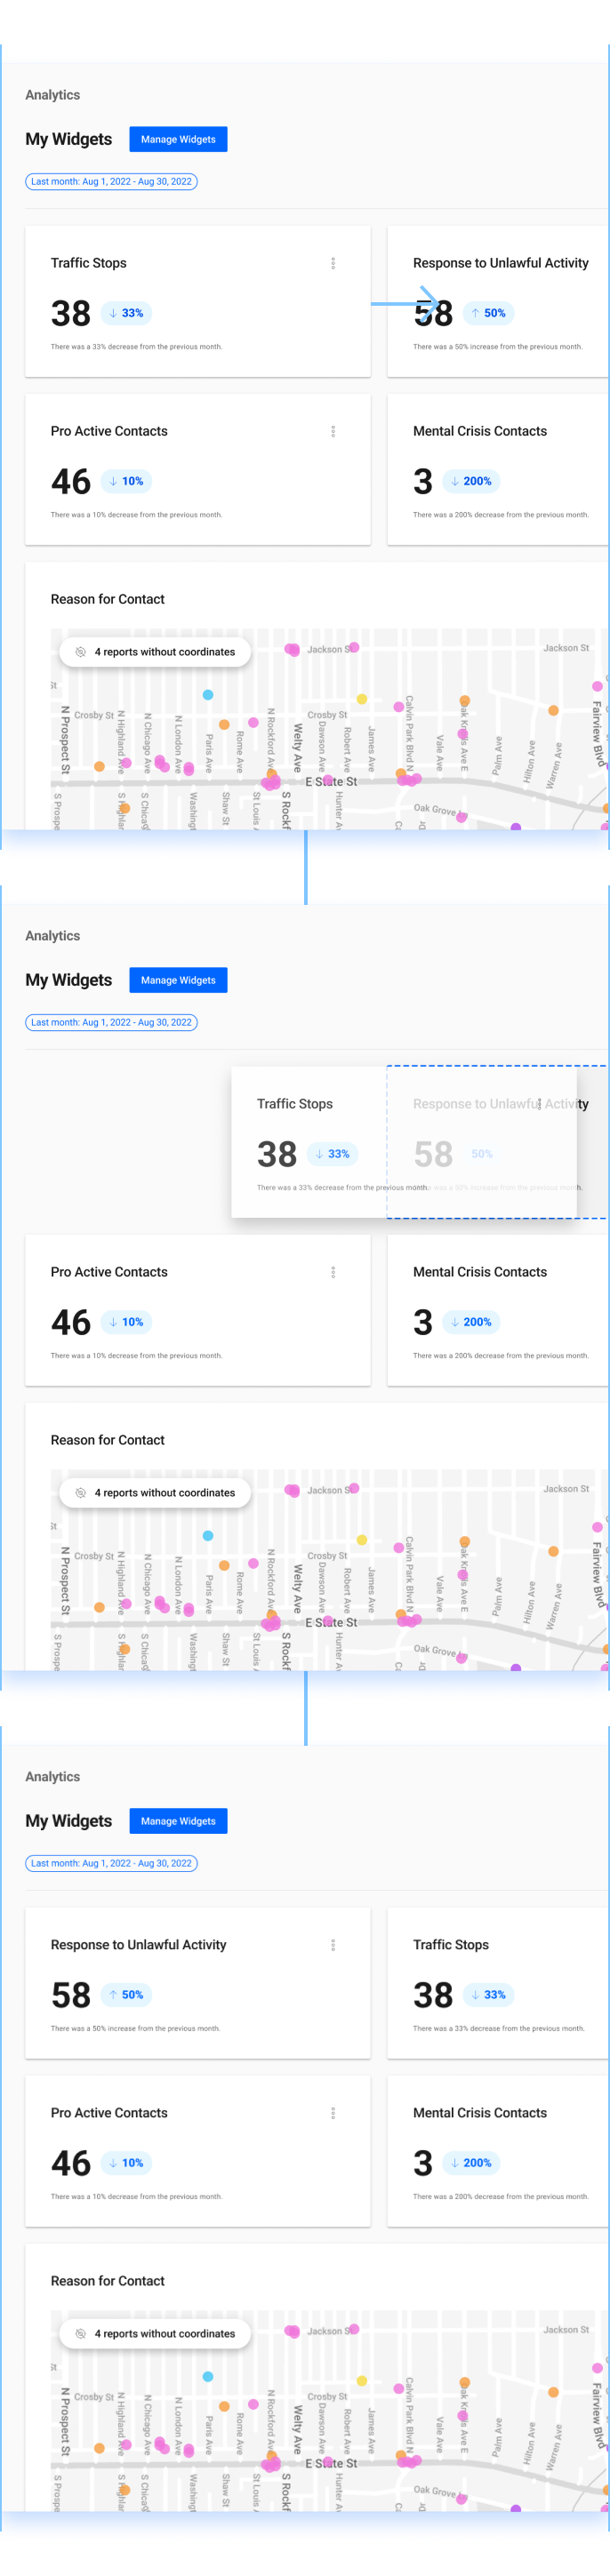 Analytics
My Widgets
Manage Widgets
Last month: Aug 1, 2022 - Aug 30, 2022
Traffic Stops
38
↓ 33%
There was a 33% decrease from the previous month.
Response to Unlawful Activity
58
↑ 50%
There was a 50% increase from the previous month.
Pro Active Contacts
46
↓ 10%
There was a 10% decrease from the previous month.
Mental Crisis Contacts
3
↓ 200%
There was a 200% decrease from the previous month.
Reason for Contact
4 reports without coordinates
Jackson St
Jackson St
St
Crosby St
Crosby St
N Prospect St
N Highland Ave
N Chicago Ave
N London Ave
Paris Ave
Rome Ave
N Rockford Ave
Welty Ave
Dawson Ave
Robert Ave
James Ave
Calvin Park Blvd N
Vale Ave
Oak Knolls Ave E
Palm Ave
Hilton Ave
Warren Ave
Fairview Blvd
E State St
S Prospe
S Highlar
S Chicag
Washingt
Shaw St
St Louis A
S Rockf
Hunter A
Oak Grove
Analytics
My Widgets
Manage Widgets
Last month: Aug 1, 2022 - Aug 30, 2022
Traffic Stops
38
↓ 33%
There was a 33% decrease from the previous month.
Response to Unlawful Activity
58
50%
Pro Active Contacts
46
↓ 10%
There was a 10% decrease from the previous month.
Mental Crisis Contacts
3
↓ 200%
There was a 200% decrease from the previous month.
Reason for Contact
4 reports without coordinates
Jackson St
Jackson St
St
Crosby St
Crosby St
N Prospect St
N Highland Ave
N Chicago Ave
N London Ave
Paris Ave
Rome Ave
N Rockford Ave
Welty Ave
Dawson Ave
Robert Ave
James Ave
Calvin Park Blvd N
Vale Ave
Oak Knolls Ave E
Palm Ave
Hilton Ave
Warren Ave
Fairview Blvd
E State St
S Prospe
S Highlar
S Chicag
Washingt
Shaw St
St Louis A
S Rockf
Hunter A
Oak Grove
Analytics
My Widgets
Manage Widgets
Last month: Aug 1, 2022 - Aug 30, 2022
Response to Unlawful Activity
58
↑ 50%
There was a 50% increase from the previous month.
Traffic Stops
38
↓ 33%
There was a 33% decrease from the previous month.
Pro Active Contacts
46
↓ 10%
There was a 10% decrease from the previous month.
Mental Crisis Contacts
3
↓ 200%
There was a 200% decrease from the previous month.
Reason for Contact
4 reports without coordinates
Jackson St
Jackson St
St
Crosby St
Crosby St
N Prospect St
N Highland Ave
N Chicago Ave
N London Ave
Paris Ave
Rome Ave
N Rockford Ave
Welty Ave
Dawson Ave
Robert Ave
James Ave
Calvin Park Blvd N
Vale Ave
Oak Knolls Ave E
Palm Ave
Hilton Ave
Warren Ave
Fairview Blvd
E State St
S Prospe
S Highlar
S Chicag
Washingt
Shaw St
St Louis A
S Rockf
Hunter A
Oak Grove